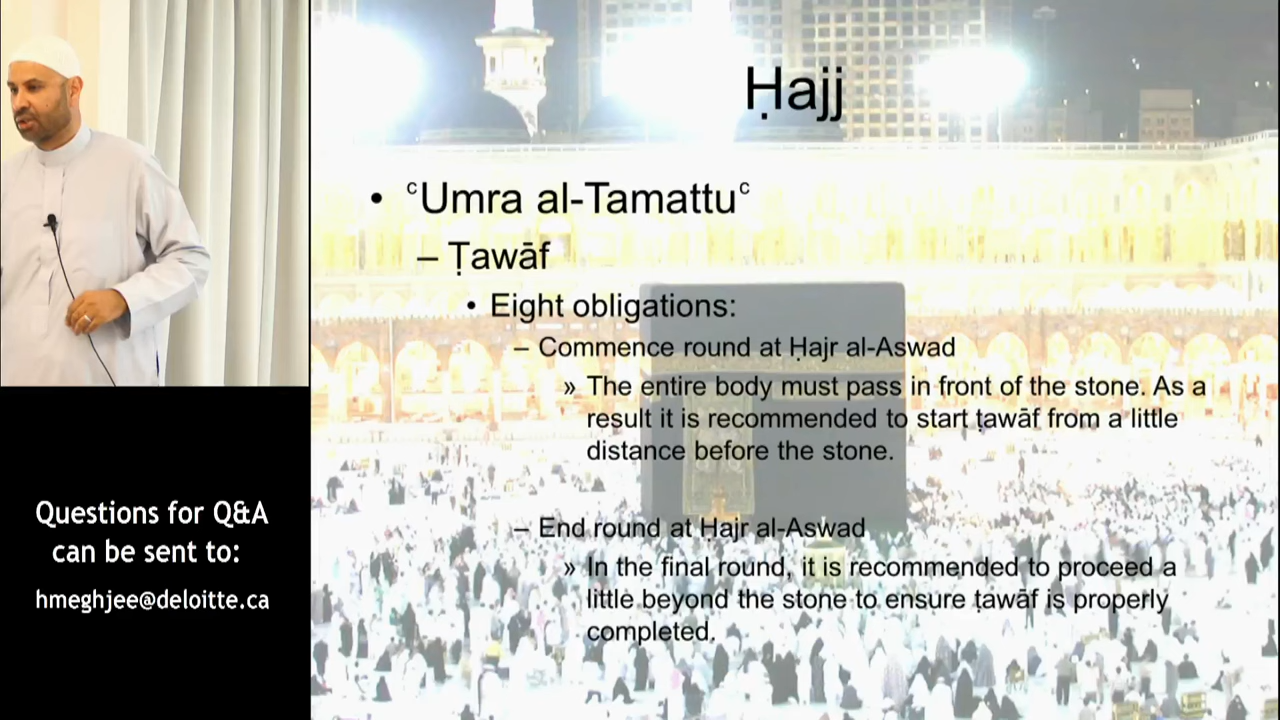 Ḥajj
• ᶜUmra al-Tamattuᶜ
– Ṭawāf
• Eight obligations:
– Commence round at Ḥajr al-Aswad
» The entire body must pass in front of the stone. As a
result it is recommended to start ṭawāf from a little
distance before the stone.
– End round at Ḥajr al-Aswad
» In the final round, it is recommended to proceed a
little beyond the stone to ensure ṭawāf is properly
completed.
Questions for Q&A
can be sent to:
hmeghjee@deloitte.ca